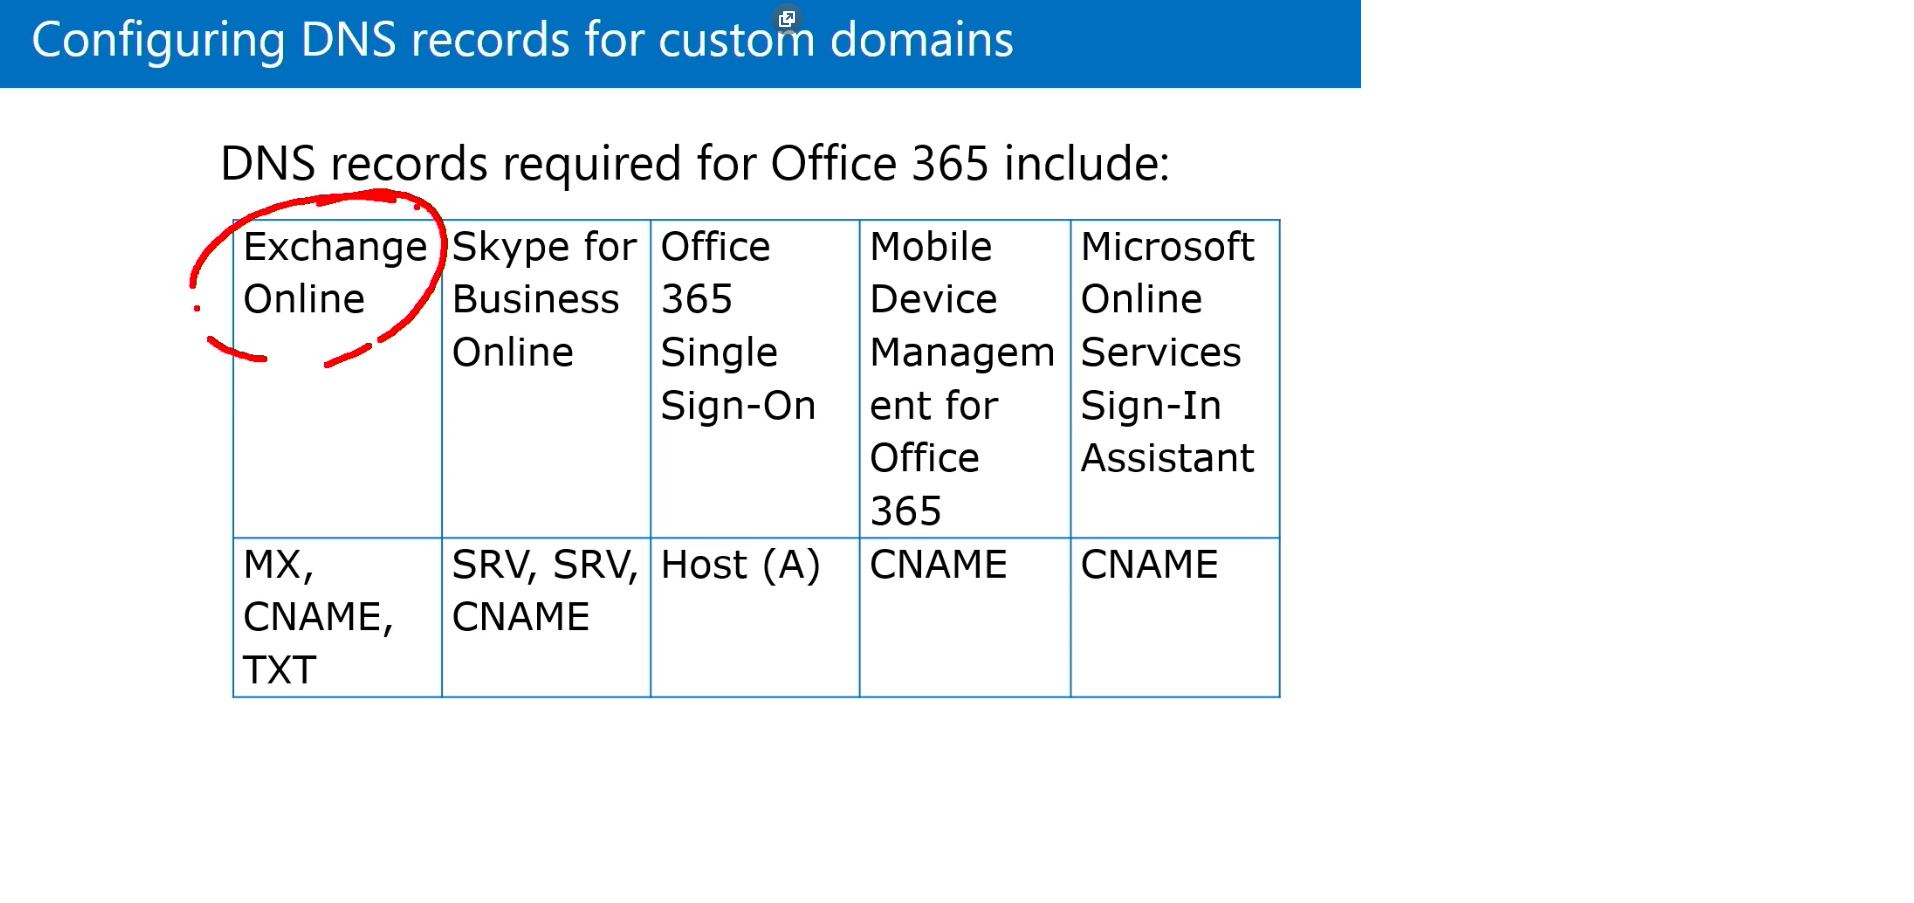 Configuring DNS records for custom domains
DNS records required for Office 365 include:
Exchange
Online
Skype for
Business
Online
Office
365
Single
Sign-On
Mobile
Device
Managem
ent for
Office
365
Microsoft
Online
Services
Sign-In
Assistant
MX,
CNAME,
TXT
SRV, SRV,
CNAME
Host (A)
CNAME
CNAME